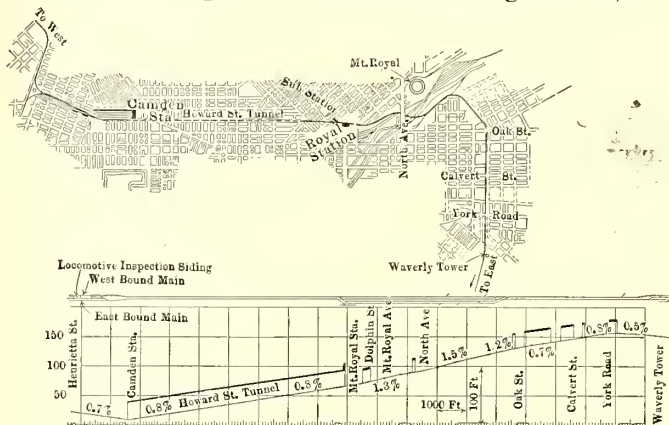 To West
Mt. Royal
Sub Station
Camden
Sta.
Howard St. Tunnel
Royal
Station
North Ave.
Oak St.
Calvert St.
York Road
Waverly Tower
To East
Locomotive Inspection Siding
West Bound Main
East Bound Main
150
100
50
0
Henrietta St.
Camden Sta.
Mt. Royal Sta.
Dolphin St.
Mt. Royal Ave
North Ave
Oak St.
Calvert St.
York Road
Waverly Tower
0.7%
0.8%
Howard St. Tunnel
0.8%
1.3%
1.5%
1.2%
0.7%
0.8%
0.5%
1000 Ft.
100 Ft.